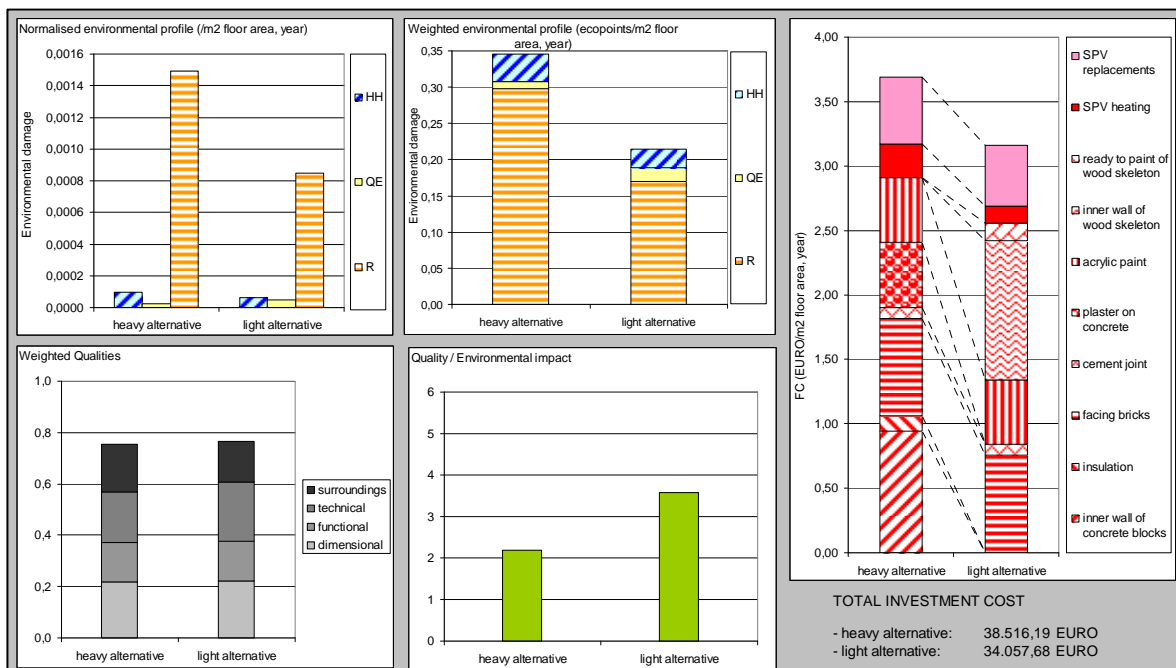 Normalised environmental profile (/m2 floor area, year)
0,0016
0,0014
0,0012
0,0010
0,0008
0,0006
0,0004
0,0002
0,0000
Environmental damage
heavy alternative
light alternative
HH
QE
R
Weighted environmental profile (ecopoints/m2 floor
area, year)
0,35
0,30
0,25
0,20
0,15
0,10
0,05
0,00
Environmental damage
heavy alternative
light alternative
HH
QE
R
Weighted Qualities
1,0
0,8
0,6
0,4
0,2
0,0
heavy alternative
light alternative
surroundings
technical
functional
dimensional
Quality / Environmental impact
6
5
4
3
2
1
0
heavy alternative
light alternative
4,00
3,50
3,00
2,50
2,00
1,50
1,00
0,50
0,00
FC (EURO/m2 floor area, year)
heavy alternative
light alternative
SPV
replacements
SPV heating
ready to paint of
wood skeleton
inner wall of
wood skeleton
acrylic paint
plaster on
concrete
cement joint
facing bricks
insulation
inner wall of
concrete blocks
TOTAL INVESTMENT COST
- heavy alternative: 38.516,19 EURO
- light alternative: 34.057,68 EURO